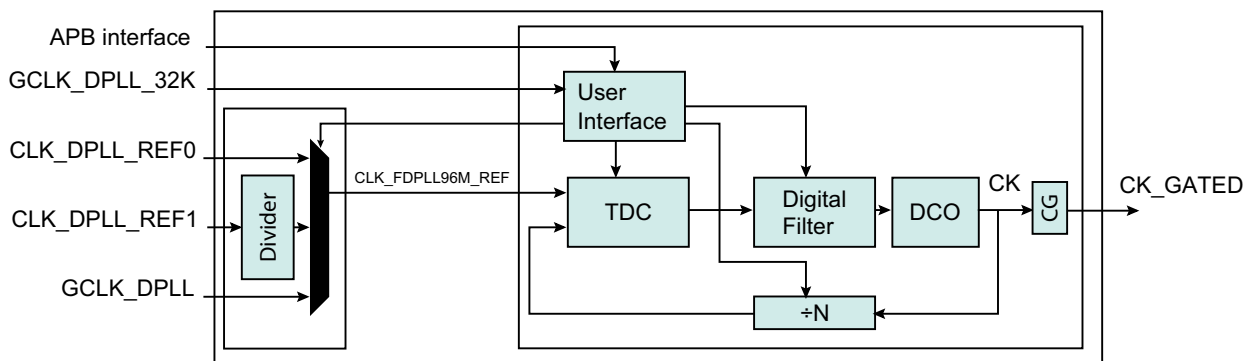 APB interface
GCLK_DPLL_32K
User
Interface
CLK_DPLL_REF0
CLK_FDPLL96M_REF
CK
CK_GATED
CLK_DPLL_REF1
Divider
TDC
Digital
Filter
DCO
CG
GCLK_DPLL
÷N